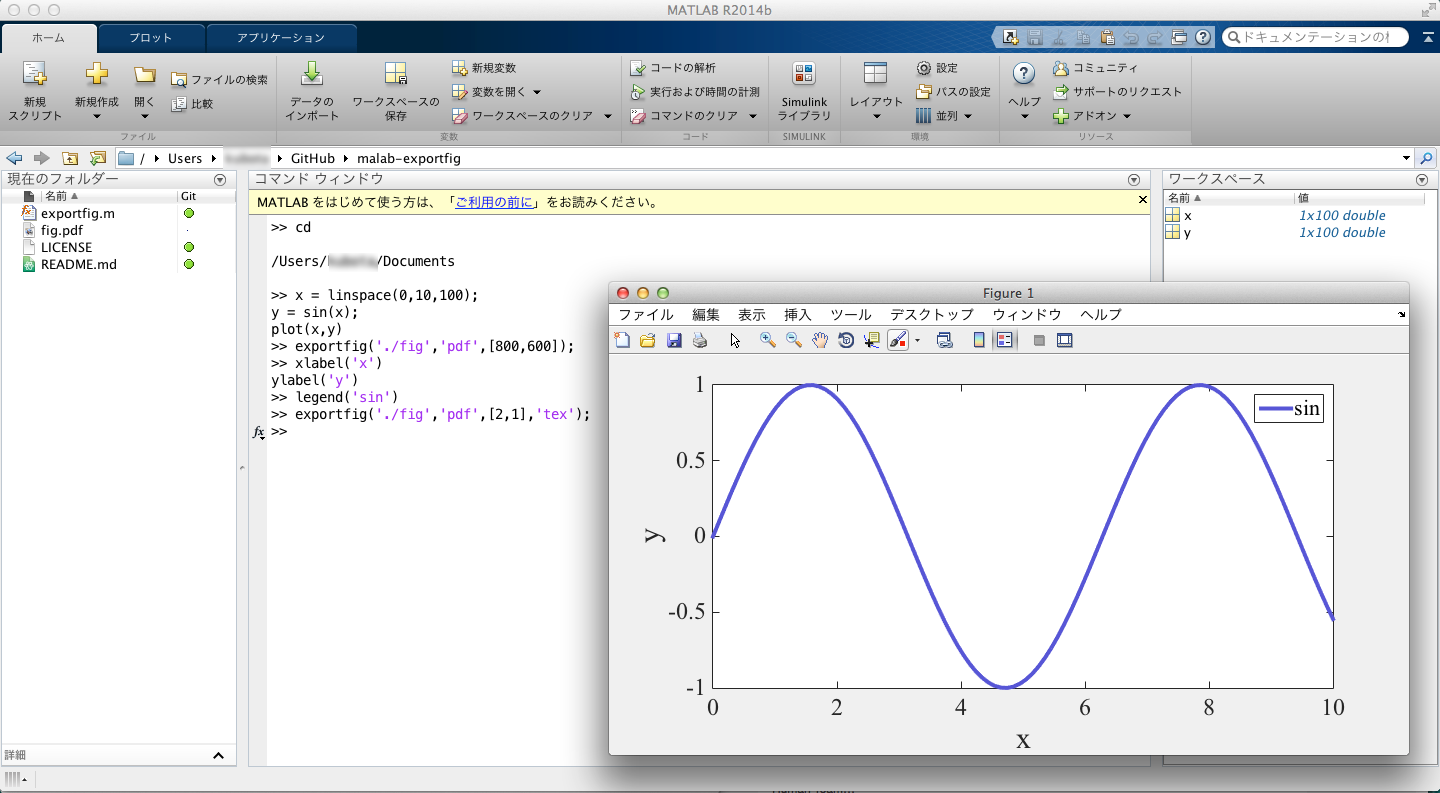 MATLAB R2014b
ホーム
プロット
アプリケーション
ドキュメンテーションの
新規
スクリプト
新規作成
開く
ファイルの検索
比較
ファイル
データの
インポート
ワークスペースの
保存
新規変数
変数を開く
ワークスペースのクリア
変数
コードの解析
実行および時間の計測
コマンドのクリア
コード
Simulink
ライブラリ
SIMULINK
レイアウト
設定
パスの設定
並列
環境
ヘルプ
コミュニティ
サポートのリクエスト
アドオン
リソース
/ Users GitHub malab-exportfig
現在のフォルダー
名前 Git
exportfig.m
fig.pdf
LICENSE
README.md
詳細
コマンド ウィンドウ
MATLAB をはじめて使う方は、「ご利用の前に」をお読みください。
>> cd
/Users/ /Documents
>> x = linspace(0,10,100);
y = sin(x);
plot(x,y)
>> exportfig('./fig','pdf',[800,600]);
>> xlabel('x')
ylabel('y')
>> legend('sin')
>> exportfig('./fig','pdf',[2,1],'tex');
fx >>
ワークスペース
名前 値
x 1x100 double
y 1x100 double
Figure 1
ファイル 編集 表示 挿入 ツール デスクトップ ウィンドウ ヘルプ
sin
1
0.5
0
-0.5
-1
y
0 2 4 6 8 10
x